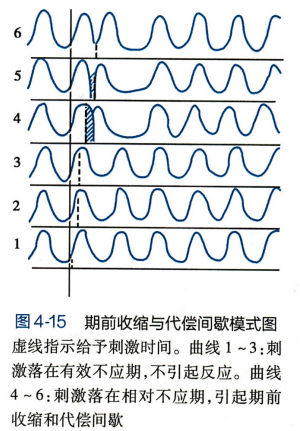 6
5
4
3
2
1
图 4-15 期前收缩与代偿间歇模式图
虚线指示给予刺激时间。曲线 1～3:刺
激落在有效不应期,不引起反应。曲线
4～6:刺激落在相对不应期,引起期前
收缩和代偿间歇